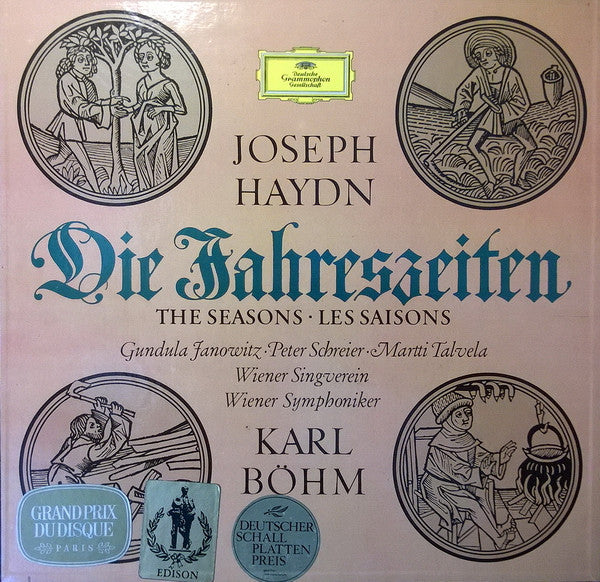 Deutsche
Grammophon
Gesellschaft
JOSEPH
HAYDN
Die Jahreszeiten
THE SEASONS · LES SAISONS
Gundula Janowitz · Peter Schreier · Martti Talvela
Wiener Singverein
Wiener Symphoniker
KARL
BÖHM
GRAND PRIX
DU DISQUE
PARIS
EDISON
DEUTSCHER
SCHALL
PLATTEN
PREIS